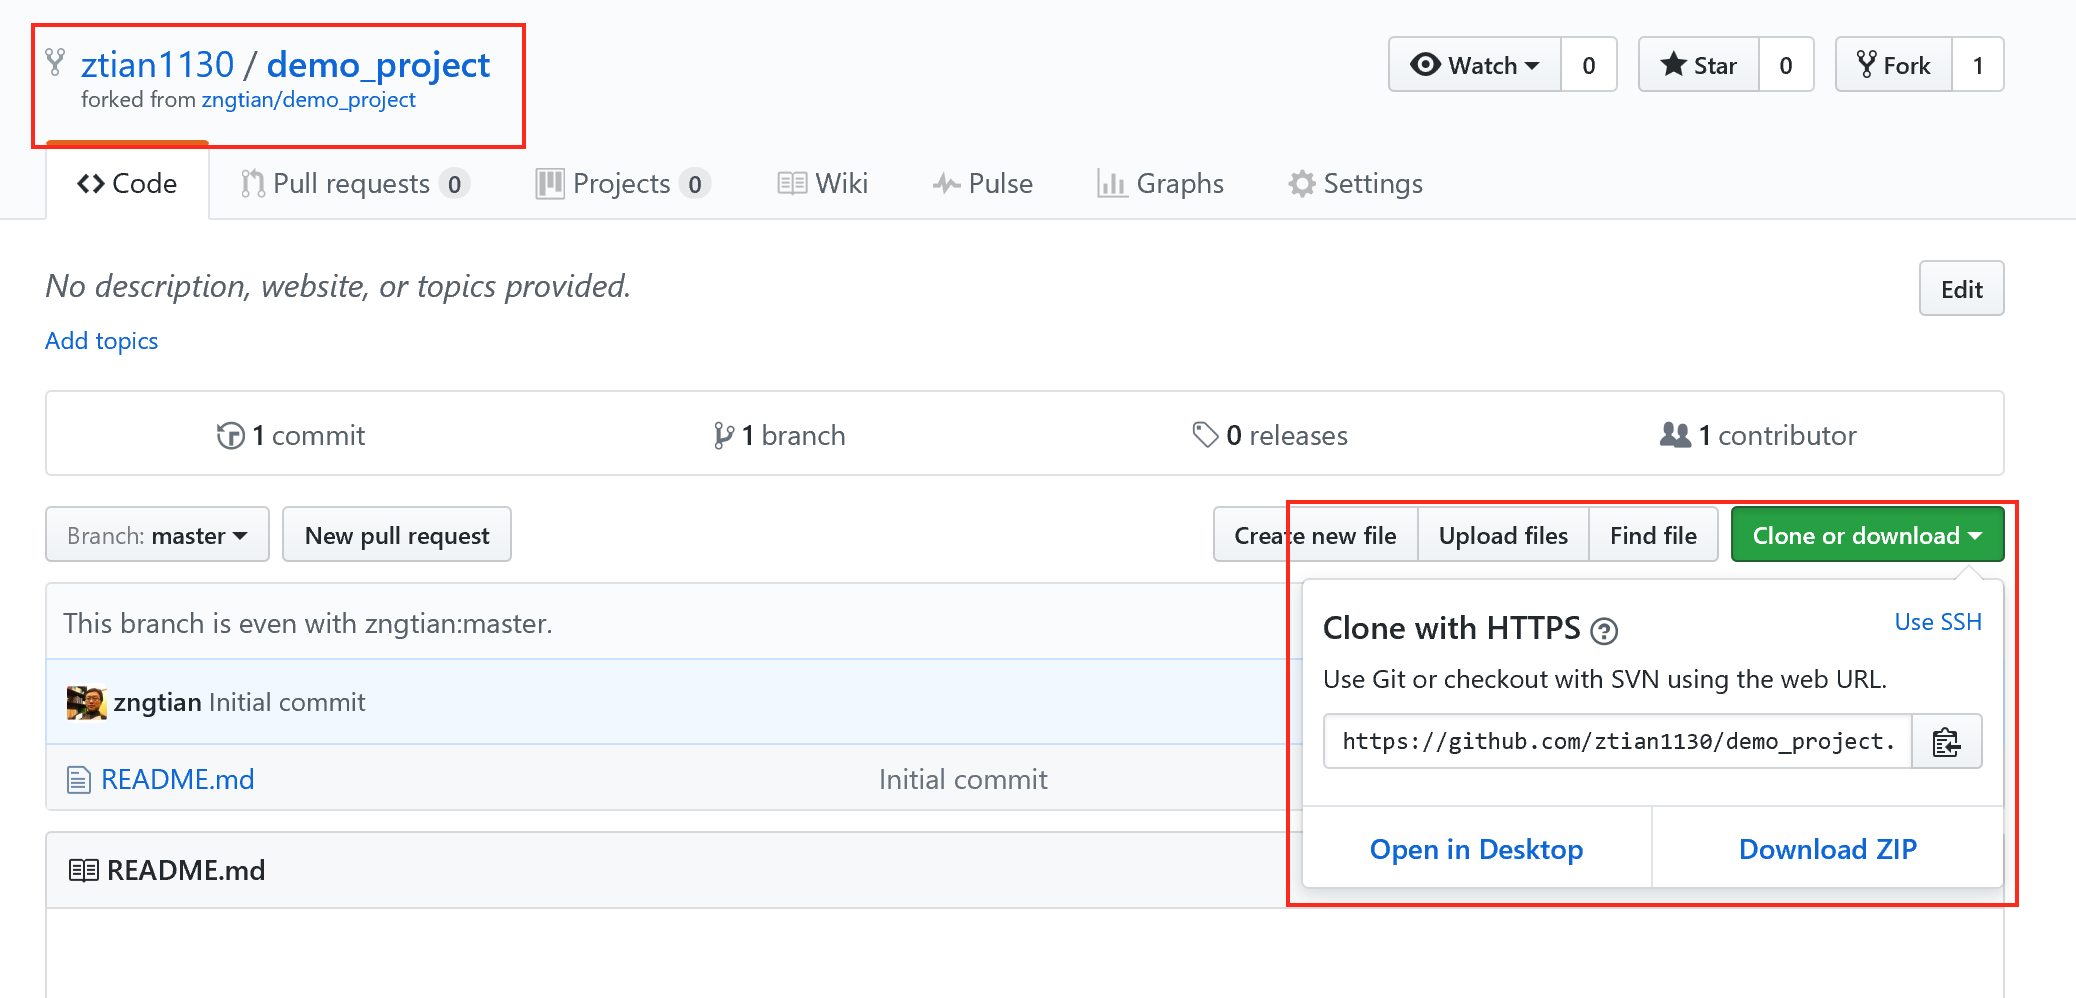 ztian1130 / demo_project
forked from zngtian/demo_project
Watch 0
Star 0
Fork 1
Code
Pull requests 0
Projects 0
Wiki
Pulse
Graphs
Settings
No description, website, or topics provided.
Edit
Add topics
1 commit
1 branch
0 releases
1 contributor
Branch: master
New pull request
Create new file
Upload files
Find file
Clone or download
This branch is even with zngtian:master.
zngtian Initial commit
README.md
Initial commit
README.md
Clone with HTTPS ?
Use SSH
Use Git or checkout with SVN using the web URL.
https://github.com/ztian1130/demo_project.
Open in Desktop
Download ZIP